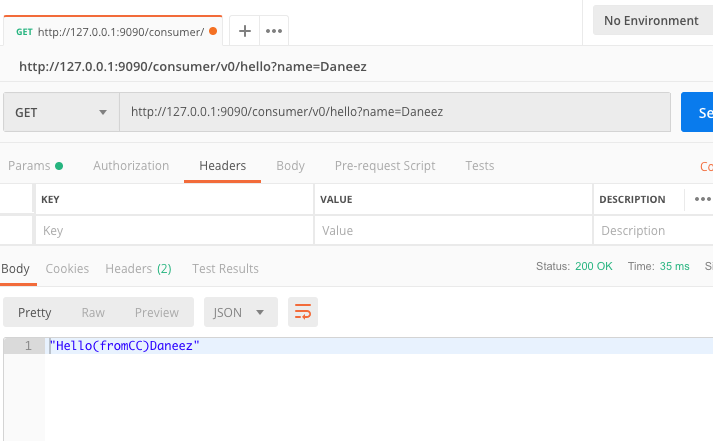 GET http://127.0.0.1:9090/consumer/ + ••• No Environment
http://127.0.0.1:9090/consumer/v0/hello?name=Daneez
GET http://127.0.0.1:9090/consumer/v0/hello?name=Daneez Se
Params Authorization Headers Body Pre-request Script Tests Co
KEY VALUE DESCRIPTION •••
Key Value Description
Body Cookies Headers (2) Test Results Status: 200 OK Time: 35 ms S
Pretty Raw Preview JSON
1 "Hello(fromCC)Daneez"